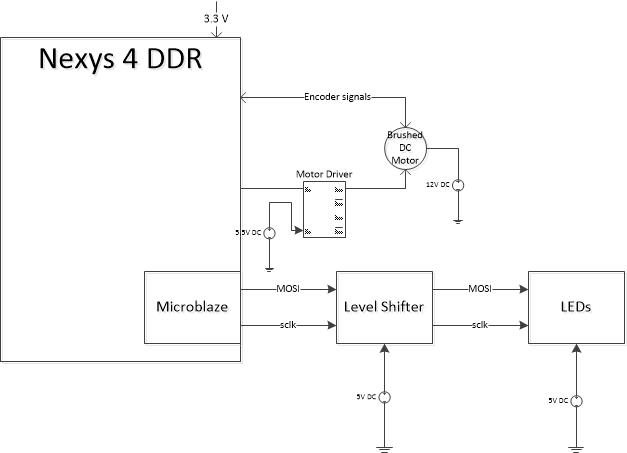 3.3 V
Nexys 4 DDR
Encoder signals
Brushed
DC
Motor
Motor Driver
12V DC
5.5V DC
Microblaze
MOSI
sclk
Level Shifter
MOSI
sclk
LEDs
5V DC
5V DC